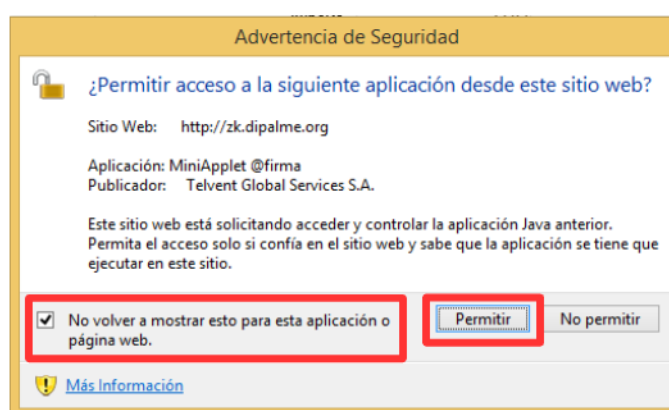 Advertencia de Seguridad
¿Permitir acceso a la siguiente aplicación desde este sitio web?
Sitio Web: http://zk.dipalme.org
Aplicación: MiniApplet @firma
Publicador: Telvent Global Services S.A.
Este sitio web está solicitando acceder y controlar la aplicación Java anterior.
Permita el acceso solo si confía en el sitio web y sabe que la aplicación se tiene que
ejecutar en este sitio.
No volver a mostrar esto para esta aplicación o
página web.
Permitir No permitir
Más Información